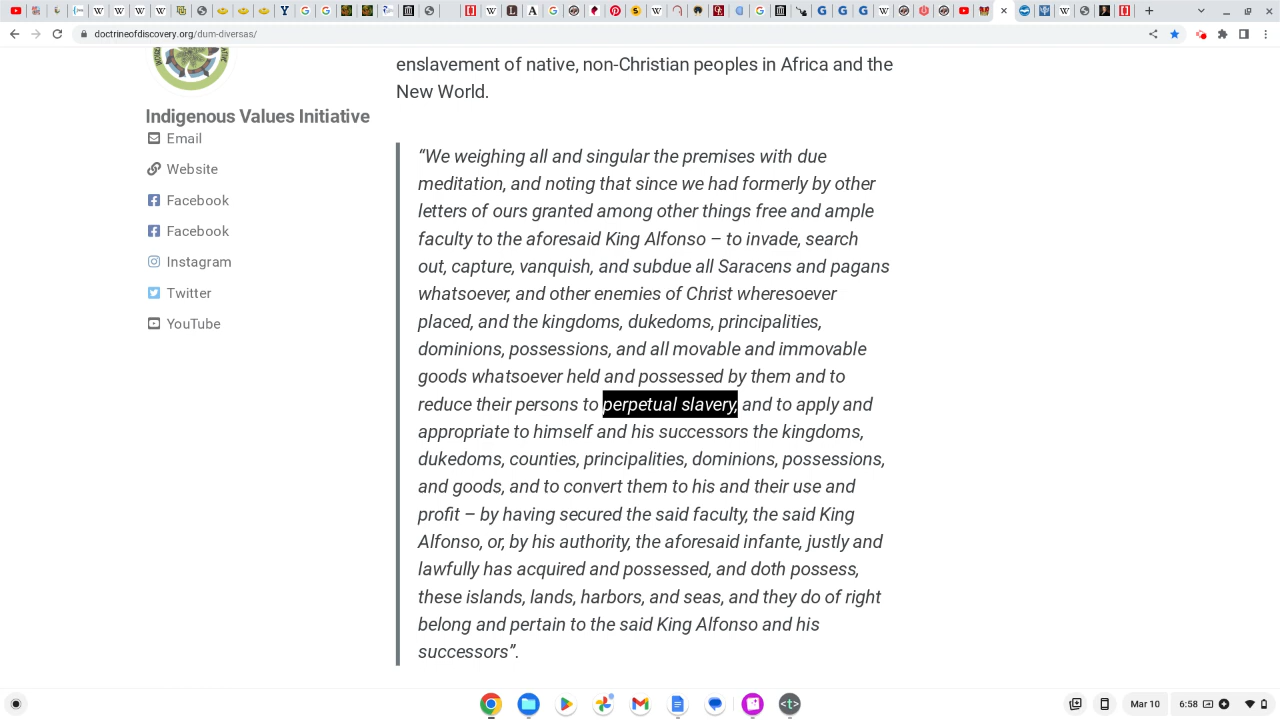 doctrineofdiscovery.org/dum-diversas/
enslavement of native, non-Christian peoples in Africa and the
New World.
Indigenous Values Initiative
Email
Website
Facebook
Facebook
Instagram
Twitter
YouTube
“We weighing all and singular the premises with due
meditation, and noting that since we had formerly by other
letters of ours granted among other things free and ample
faculty to the aforesaid King Alfonso – to invade, search
out, capture, vanquish, and subdue all Saracens and pagans
whatsoever, and other enemies of Christ wheresoever
placed, and the kingdoms, dukedoms, principalities,
dominions, possessions, and all movable and immovable
goods whatsoever held and possessed by them and to
reduce their persons to perpetual slavery, and to apply and
appropriate to himself and his successors the kingdoms,
dukedoms, counties, principalities, dominions, possessions,
and goods, and to convert them to his and their use and
profit – by having secured the said faculty, the said King
Alfonso, or, by his authority, the aforesaid infante, justly and
lawfully has acquired and possessed, and doth possess,
these islands, lands, harbors, and seas, and they do of right
belong and pertain to the said King Alfonso and his
successors”.
Mar 10
6:58